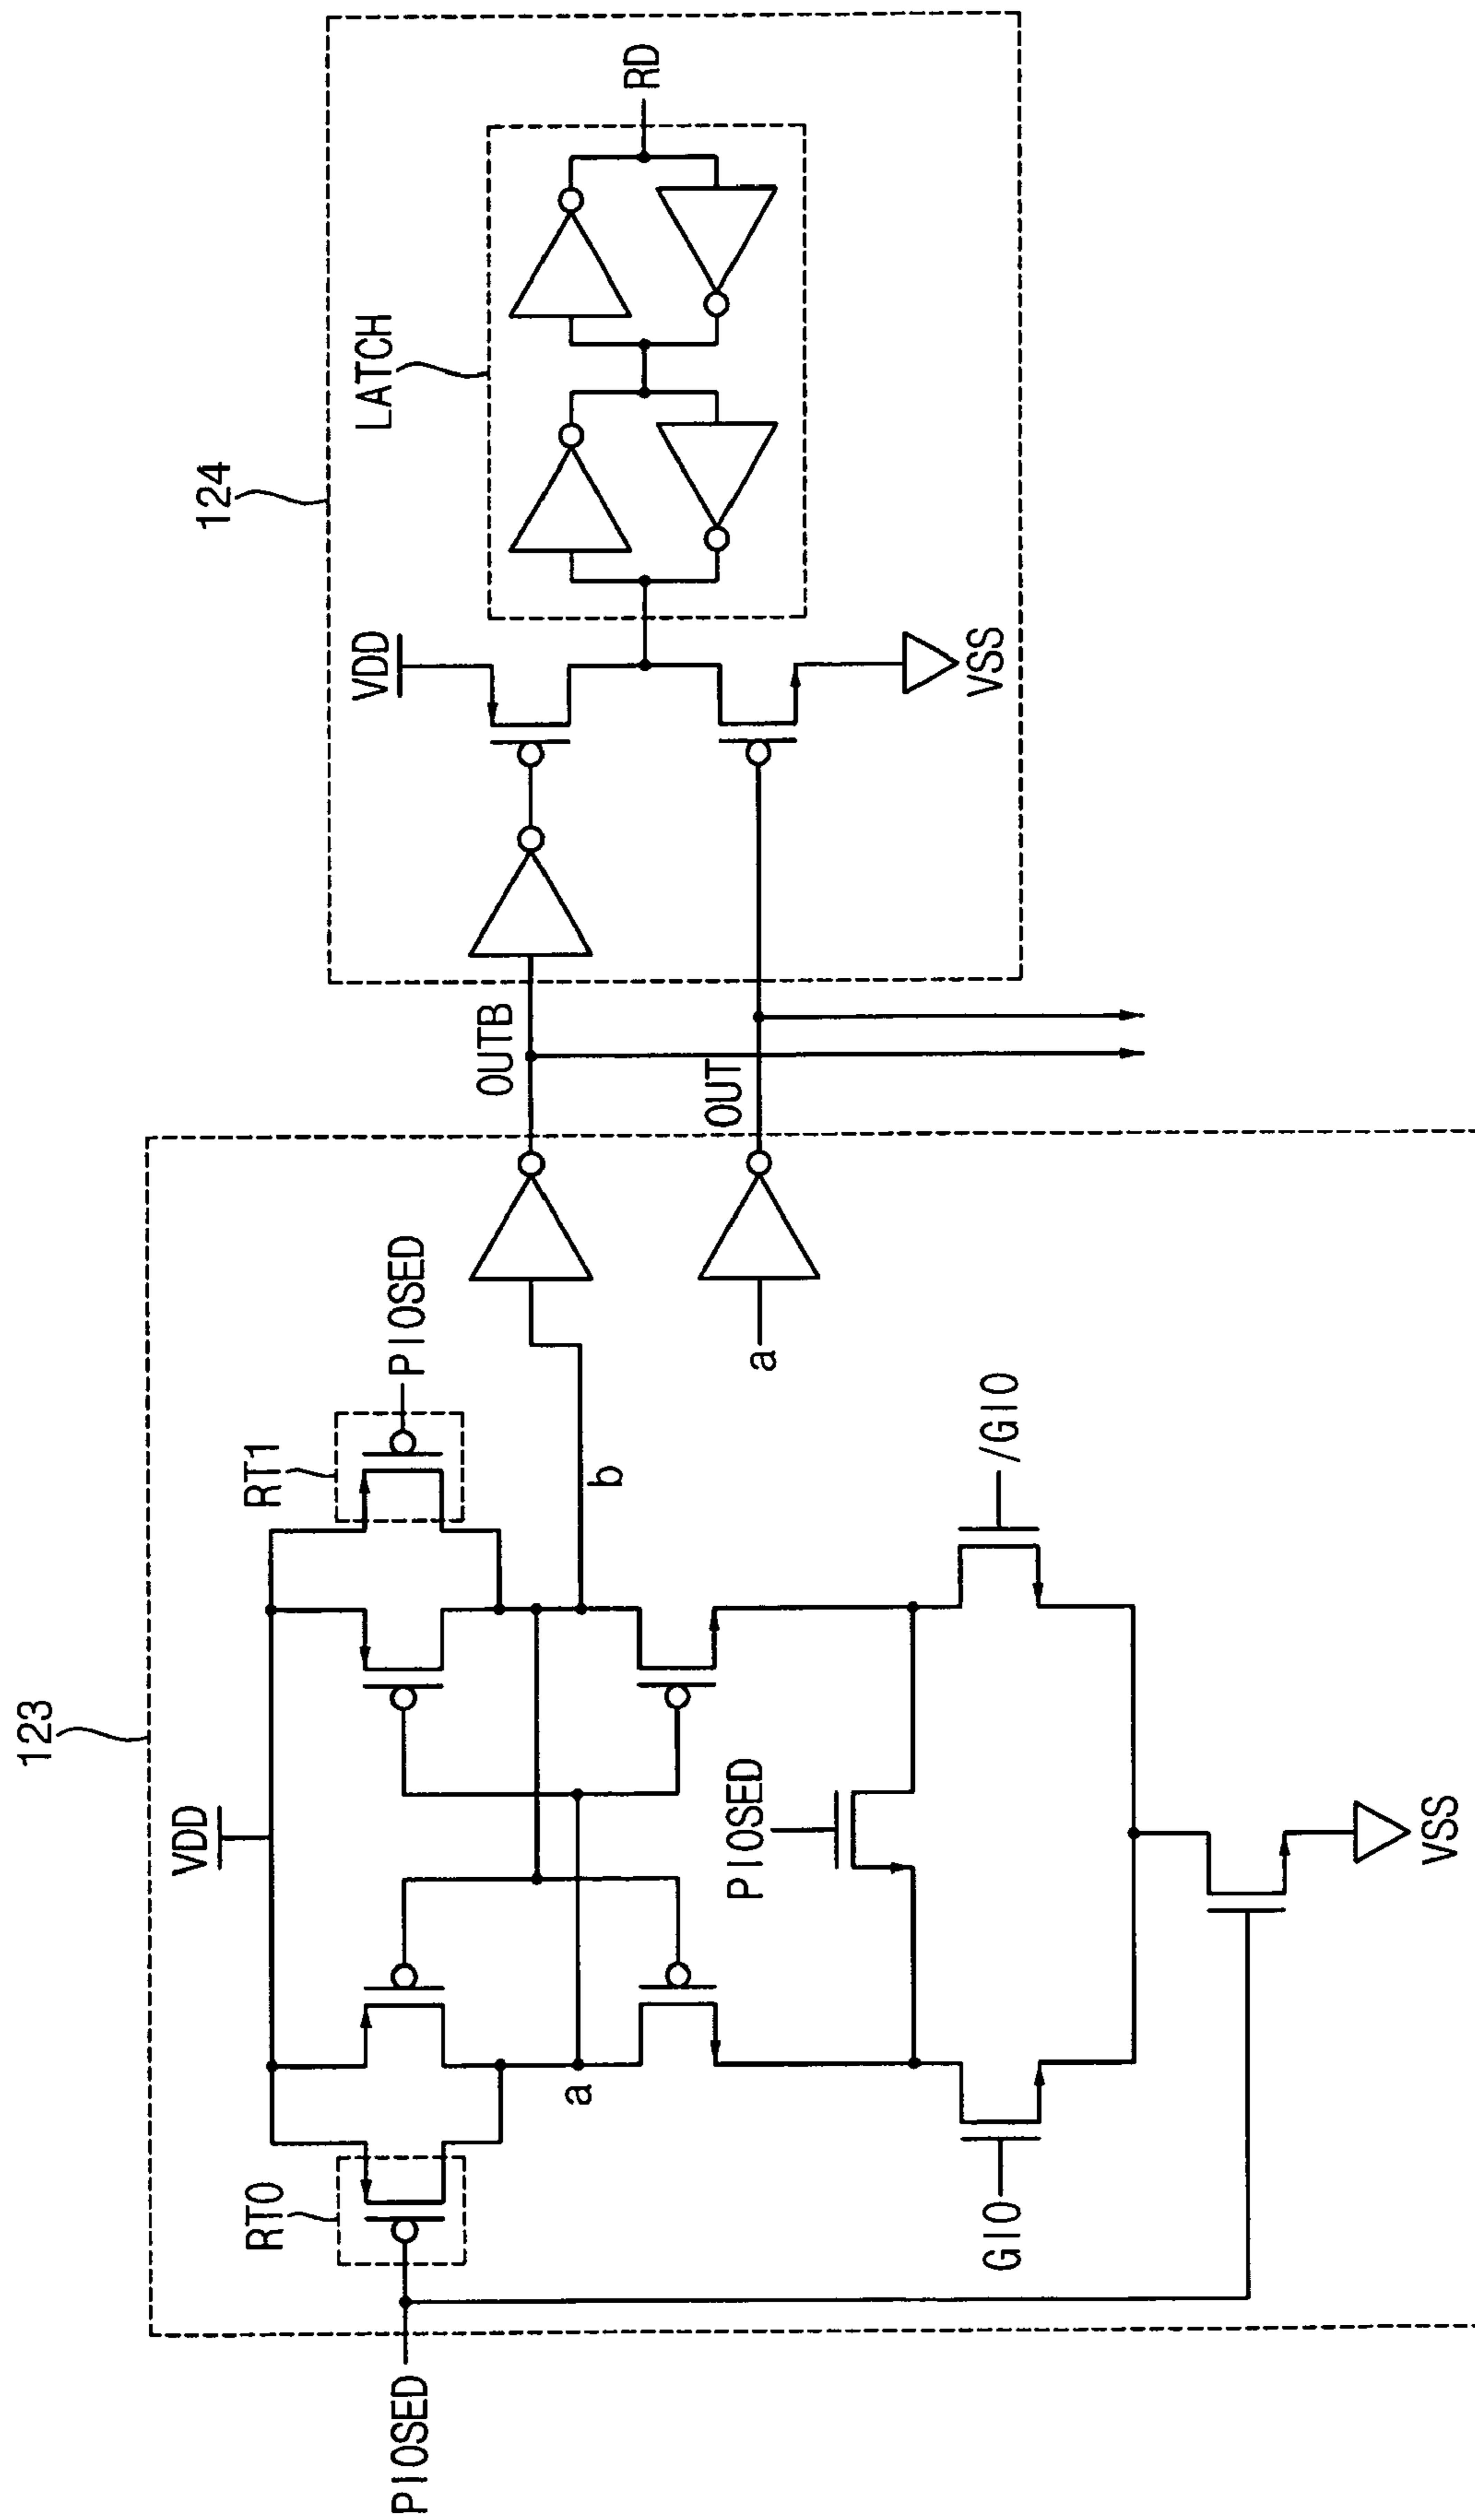 123
124
VDD
RT0
RT1
PIOSED
PIOSED
a
b
PIOSED
GIO
/GIO
VSS
a
OUTB
OUT
VDD
LATCH
RD
VSS